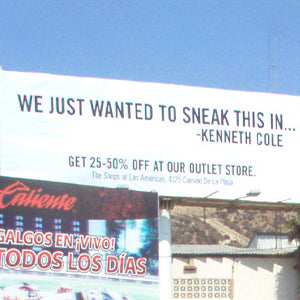 WE JUST WANTED TO SNEAK THIS IN...
-KENNETH COLE
GET 25-50% OFF AT OUR OUTLET STORE.
The Shops at Las Americas, 4125 Camino De La Plaza.
Caliente
GALGOS EN ¡VIVO!
TODOS LOS DÍAS